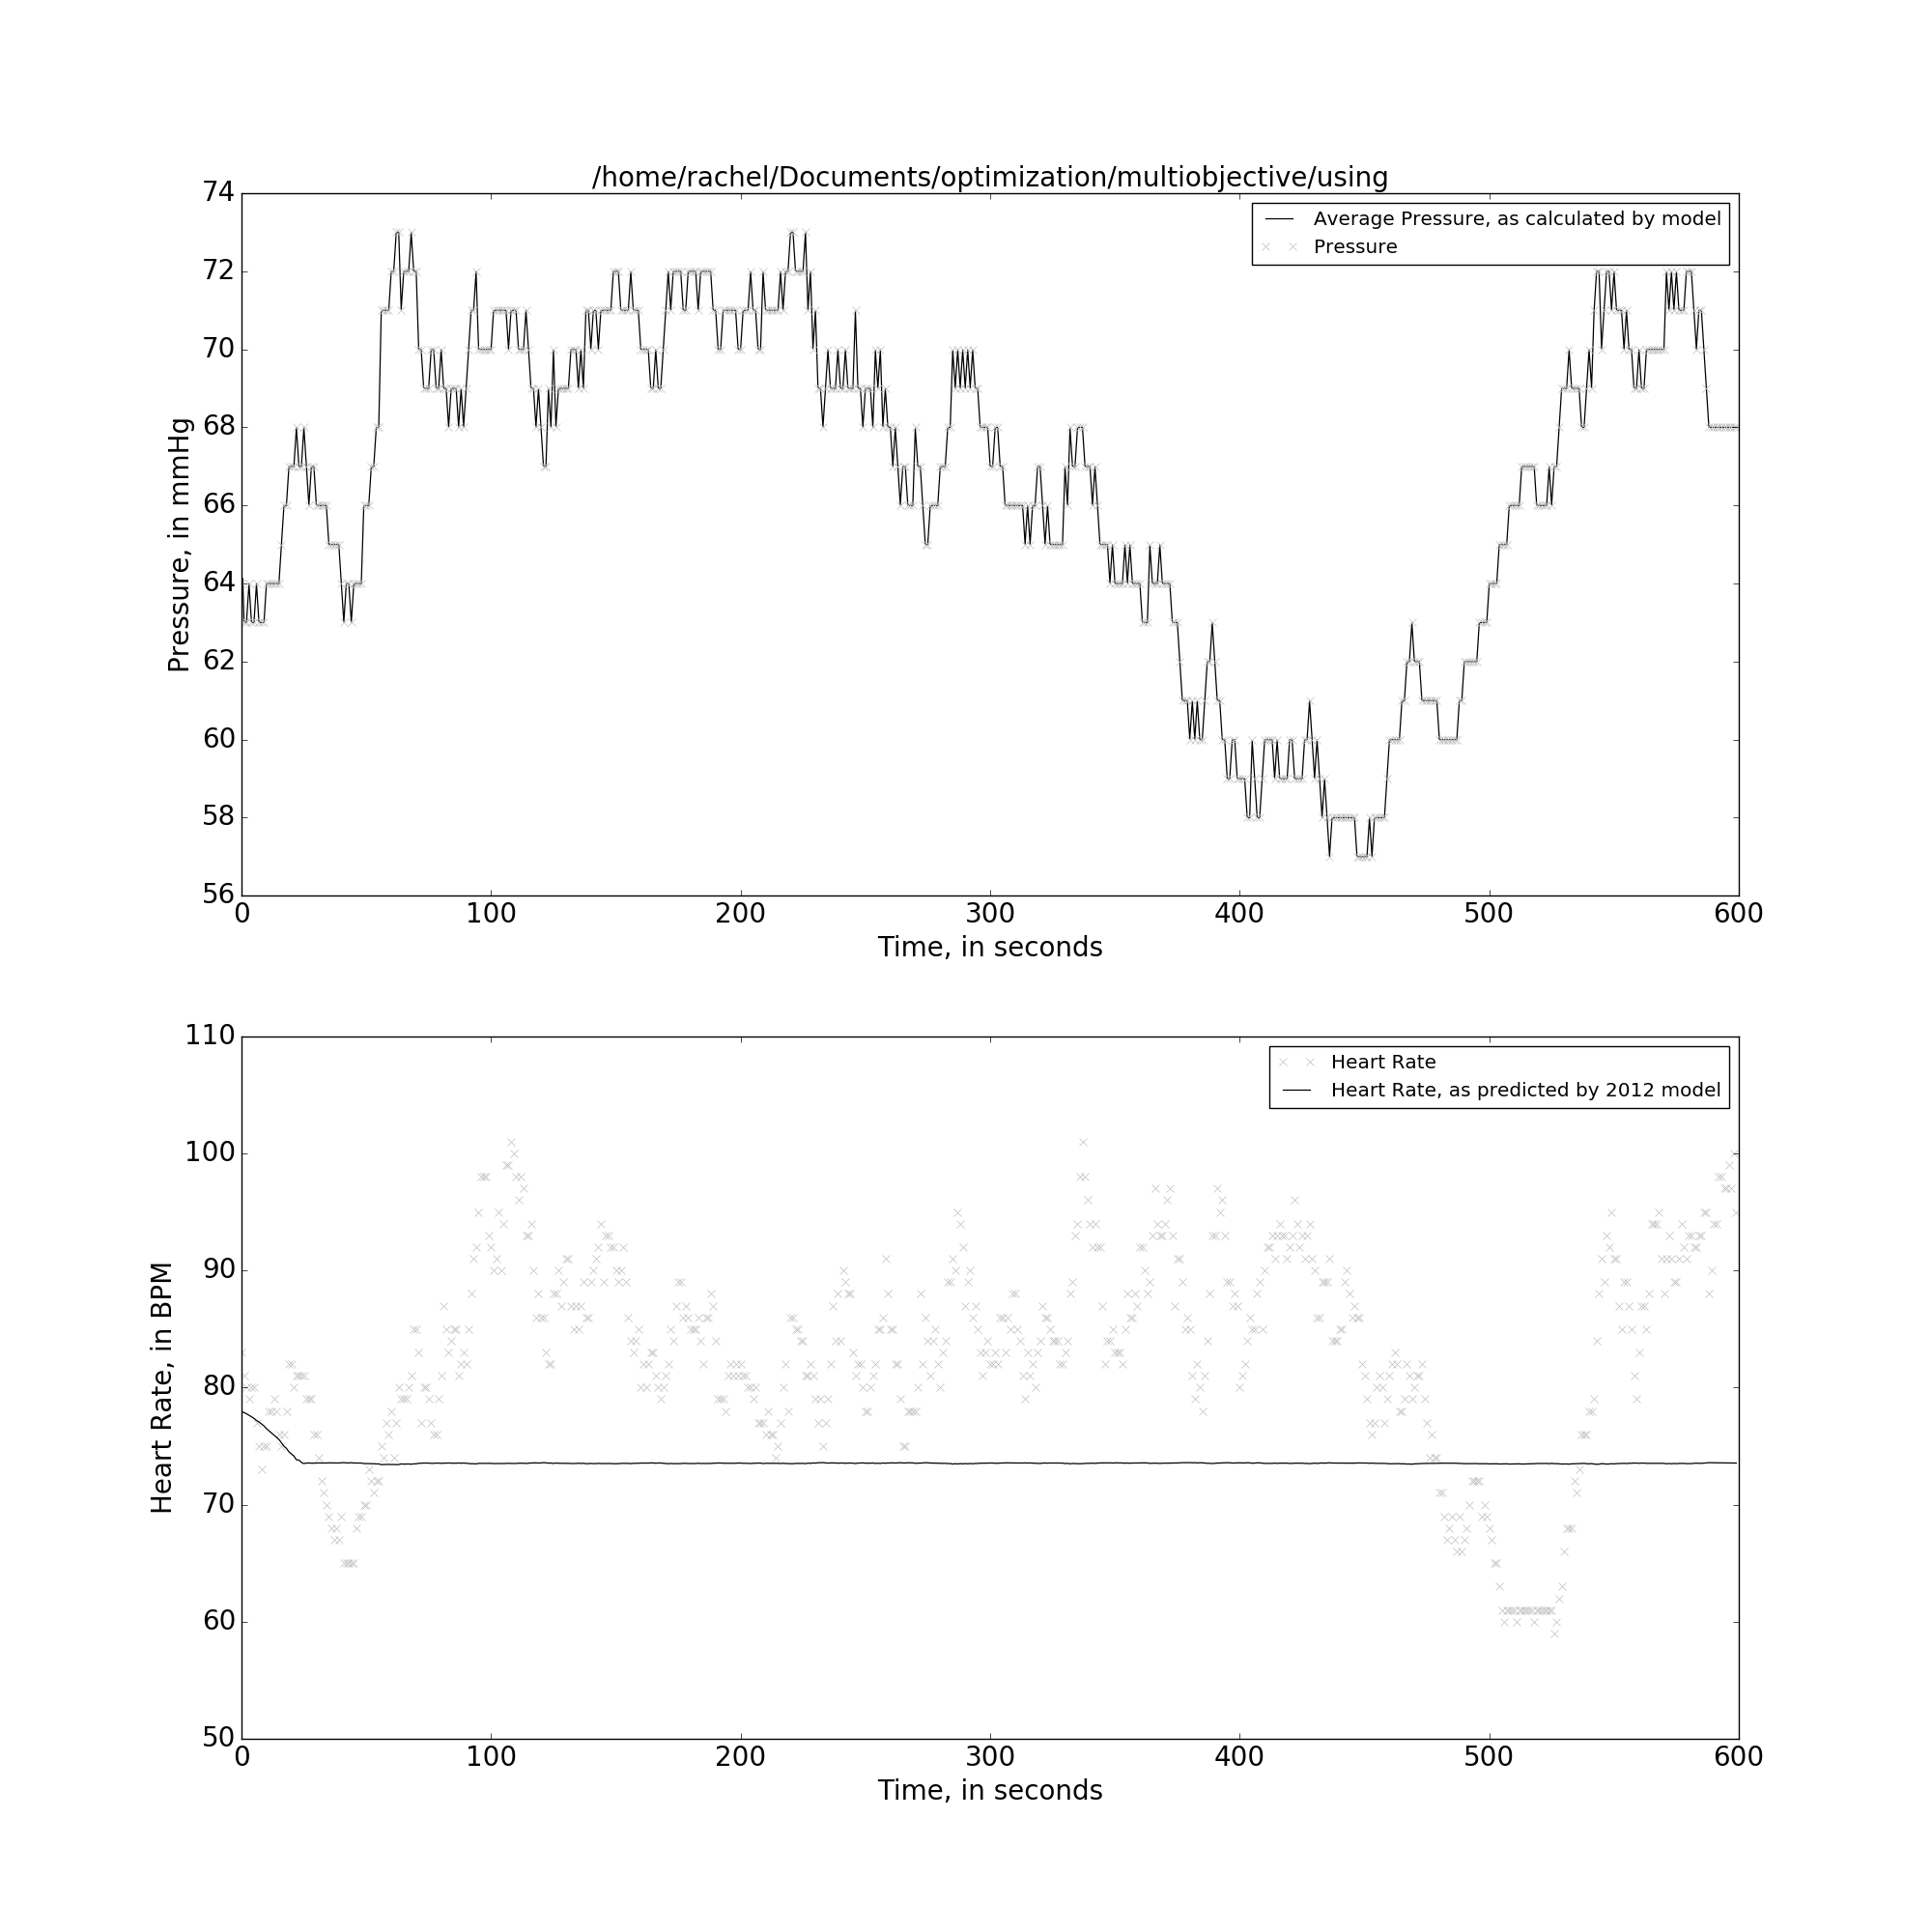 /home/rachel/Documents/optimization/multiobjective/using
74
72
70
68
66
64
62
60
58
56
Pressure, in mmHg
Average Pressure, as calculated by model
Pressure
0 100 200 300 400 500 600
Time, in seconds
110
100
90
80
70
60
50
Heart Rate, in BPM
Heart Rate
Heart Rate, as predicted by 2012 model
0 100 200 300 400 500 600
Time, in seconds